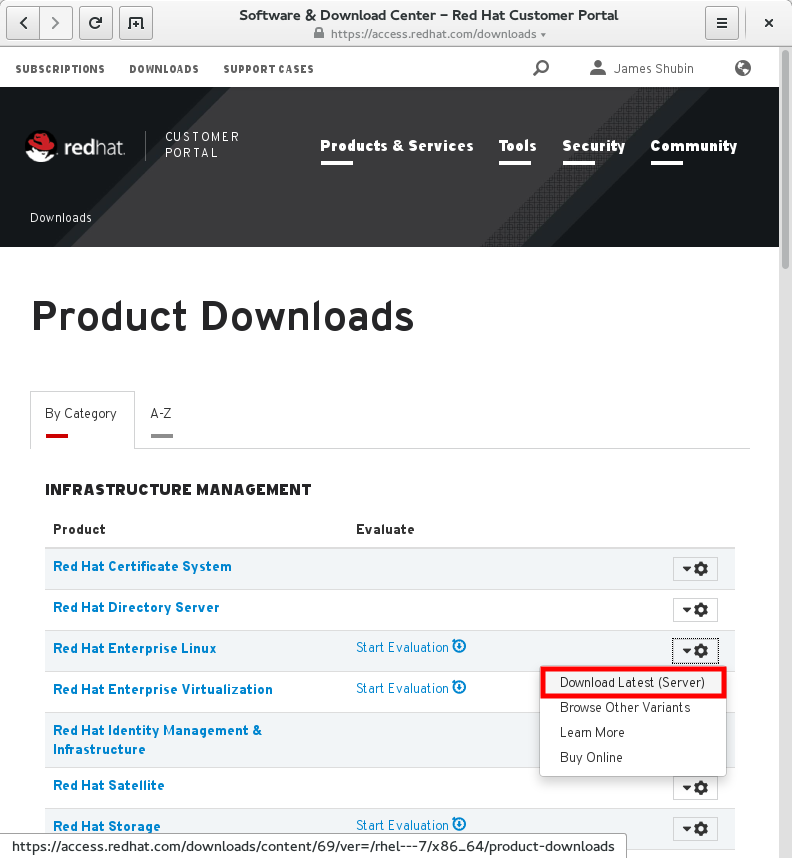 Software & Download Center – Red Hat Customer Portal
https://access.redhat.com/downloads
SUBSCRIPTIONS DOWNLOADS SUPPORT CASES James Shubin
redhat. CUSTOMER PORTAL
Products & Services Tools Security Community
Downloads
Product Downloads
By Category A-Z
INFRASTRUCTURE MANAGEMENT
Product Evaluate
Red Hat Certificate System
Red Hat Directory Server
Red Hat Enterprise Linux Start Evaluation
Download Latest (Server)
Red Hat Enterprise Virtualization Start Evaluation
Browse Other Variants
Red Hat Identity Management &
Infrastructure
Learn More
Buy Online
Red Hat Satellite
Red Hat Storage Start Evaluation
https://access.redhat.com/downloads/content/69/ver=/rhel---7/x86_64/product-downloads